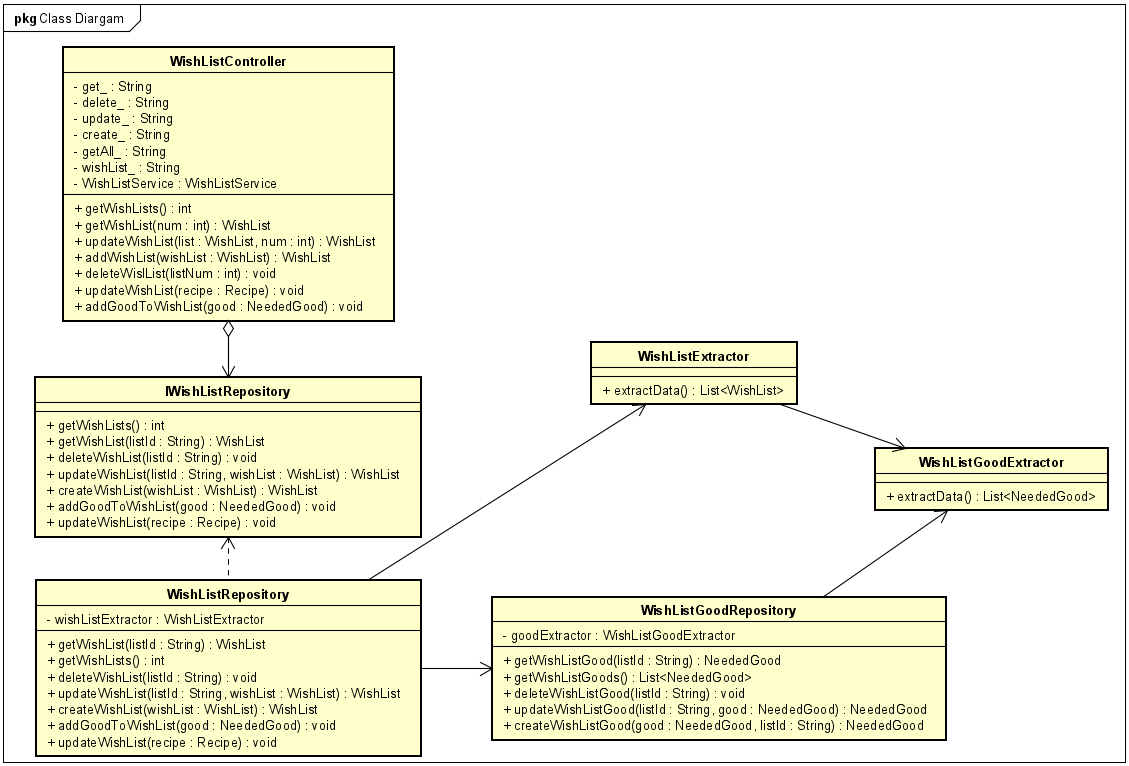 pkg Class Diargam
WishListController
- get_ : String
- delete_ : String
- update_ : String
- create_ : String
- getAll_ : String
- wishList_ : String
- WishListService : WishListService
+ getWishLists() : int
+ getWishList(num : int) : WishList
+ updateWishList(list : WishList, num : int) : WishList
+ addWishList(wishList : WishList) : WishList
+ deleteWislList(listNum : int) : void
+ updateWishList(recipe : Recipe) : void
+ addGoodToWishList(good : NeededGood) : void
IWishListRepository
+ getWishLists() : int
+ getWishList(listId : String) : WishList
+ deleteWishList(listId : String) : void
+ updateWishList(listId : String, wishList : WishList) : WishList
+ createWishList(wishList : WishList) : WishList
+ addGoodToWishList(good : NeededGood) : void
+ updateWishList(recipe : Recipe) : void
WishListExtractor
+ extractData() : List<WishList>
WishListGoodExtractor
+ extractData() : List<NeededGood>
WishListRepository
- wishListExtractor : WishListExtractor
+ getWishList(listId : String) : WishList
+ getWishLists() : int
+ deleteWishList(listId : String) : void
+ updateWishList(listId : String, wishList : WishList) : WishList
+ createWishList(wishList : WishList) : WishList
+ addGoodToWishList(good : NeededGood) : void
+ updateWishList(recipe : Recipe) : void
WishListGoodRepository
- goodExtractor : WishListGoodExtractor
+ getWishListGood(listId : String) : NeededGood
+ getWishListGoods() : List<NeededGood>
+ deleteWishListGood(listId : String) : void
+ updateWishListGood(listId : String, good : NeededGood) : NeededGood
+ createWishListGood(good : NeededGood, listId : String) : NeededGood